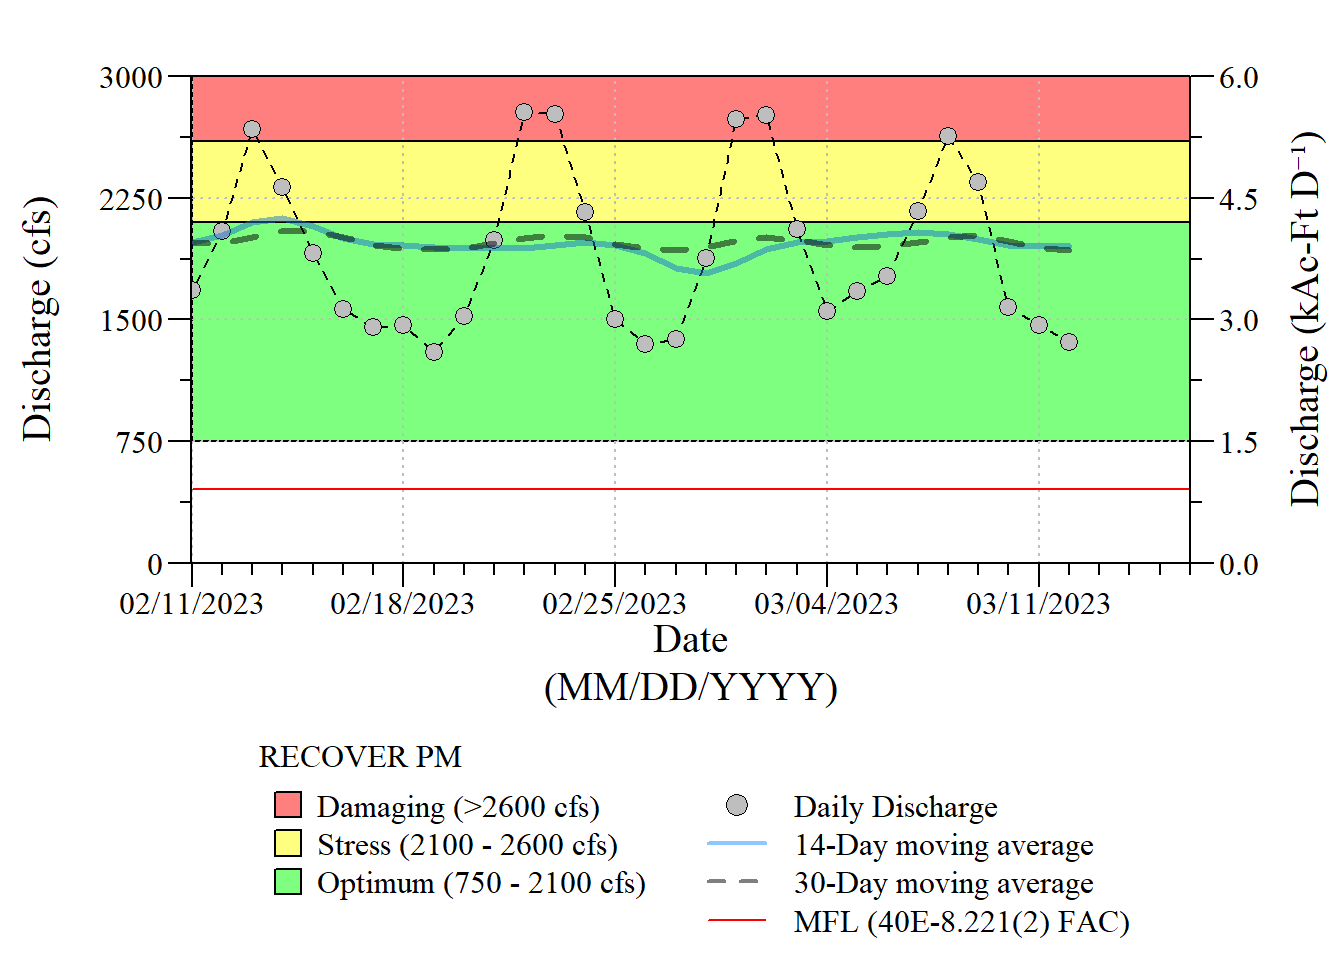 3000
2250
1500
750
0
Discharge (cfs)
6.0
4.5
3.0
1.5
0.0
Discharge (kAc-Ft D⁻¹)
02/11/2023
02/18/2023
02/25/2023
03/04/2023
03/11/2023
Date
(MM/DD/YYYY)
RECOVER PM
Damaging (>2600 cfs)
Stress (2100 - 2600 cfs)
Optimum (750 - 2100 cfs)
Daily Discharge
14-Day moving average
30-Day moving average
MFL (40E-8.221(2) FAC)